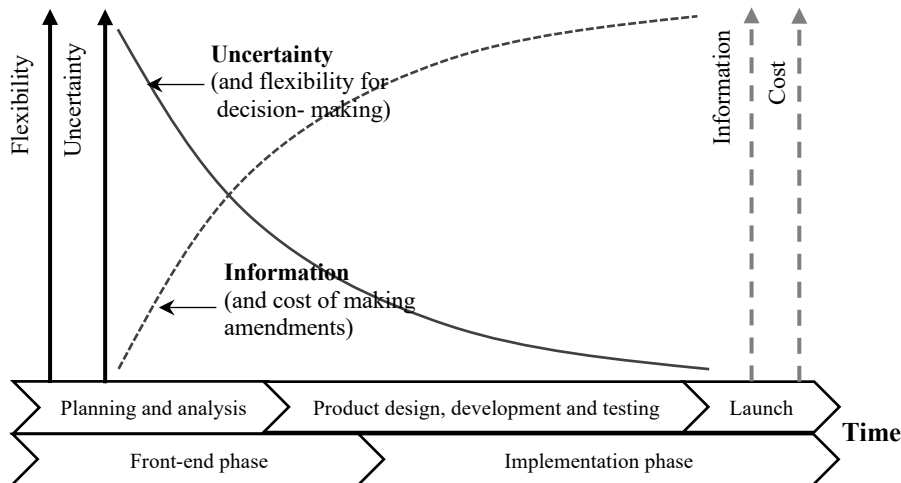 Flexibility
Uncertainty
Uncertainty
(and flexibility for
decision- making)
Information
(and cost of making
amendments)
Information
Cost
Planning and analysis
Product design, development and testing
Launch
Time
Front-end phase
Implementation phase